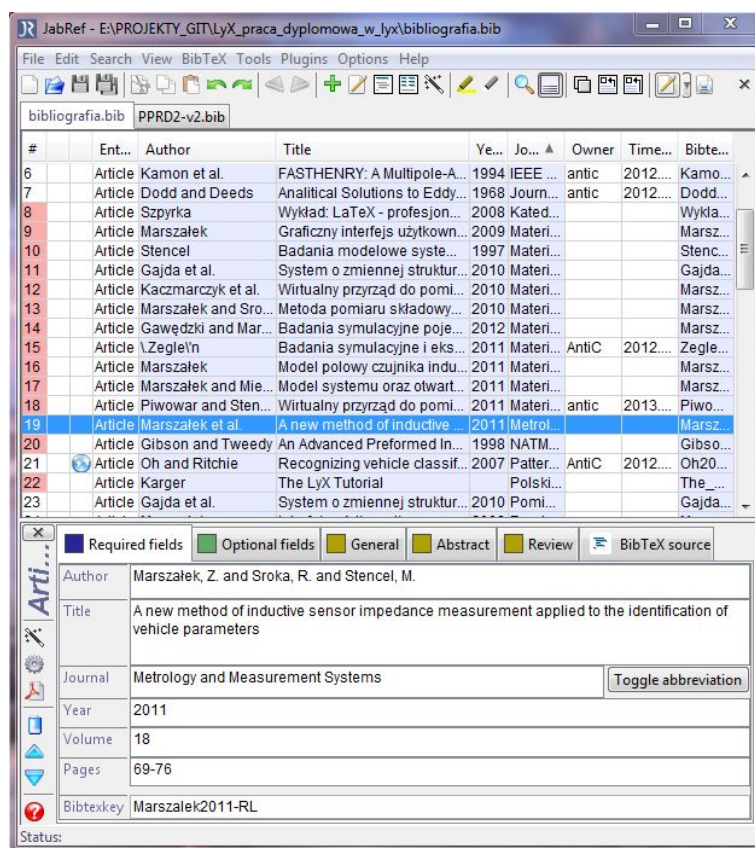 JabRef - E:\PROJEKTY_GIT\LyX_praca_dyplomowa_w_lyx\bibliografia.bib
File Edit Search View BibTeX Tools Plugins Options Help
bibliografia.bib PPRD2-v2.bib
# Ent... Author Title Ye... Jo... Owner Time... Bibte...
6 Article Kamon et al. FASTHENRY: A Multipole-A... 1994 IEEE ... antic 2012.... Kamo...
7 Article Dodd and Deeds Analitical Solutions to Eddy... 1968 Journ... antic 2012.... Dodd...
8 Article Szpyrka Wykład: LaTeX - profesjon... 2008 Kated... Wykla...
9 Article Marszałek Graficzny interfejs użytkown... 2009 Materi... Marsz...
10 Article Stencel Badania modelowe syste... 1997 Materi... Stenc...
11 Article Gajda et al. System o zmiennej struktur... 2010 Materi... Gajda...
12 Article Kaczmarczyk et al. Wirtualny przyrząd do pomi... 2010 Materi... Marsz...
13 Article Marszałek and Sro... Metoda pomiaru składowy... 2010 Materi... Marsz...
14 Article Gawędzki and Mar... Badania symulacyjne poje... 2012 Materi... Marsz...
15 Article \.Zegle\'n Badania symulacyjne i eks... 2011 Materi... AntiC 2012.... Zegle...
16 Article Marszałek Model polowy czujnika indu... 2011 Materi... Marsz...
17 Article Marszałek and Mie... Model systemu oraz otwart... 2011 Materi... Marsz...
18 Article Piwowar and Sten... Wirtualny przyrząd do pomi... 2011 Materi... antic 2013.... Piwo...
19 Article Marszałek et al. A new method of inductive ... 2011 Metrol... Marsz...
20 Article Gibson and Tweedy An Advanced Preformed In... 1998 NATM... Gibso...
21 Article Oh and Ritchie Recognizing vehicle classif... 2007 Patter... AntiC 2012.... Oh20...
22 Article Karger The LyX Tutorial Polski... The_...
23 Article Gajda et al. System o zmiennej struktur... 2010 Pomi... Gajda...
Required fields Optional fields General Abstract Review BibTeX source
Arti...
Author Marszałek, Z. and Sroka, R. and Stencel, M.
Title A new method of inductive sensor impedance measurement applied to the identification of
vehicle parameters
Journal Metrology and Measurement Systems Toggle abbreviation
Year 2011
Volume 18
Pages 69-76
Bibtexkey Marszalek2011-RL
Status: